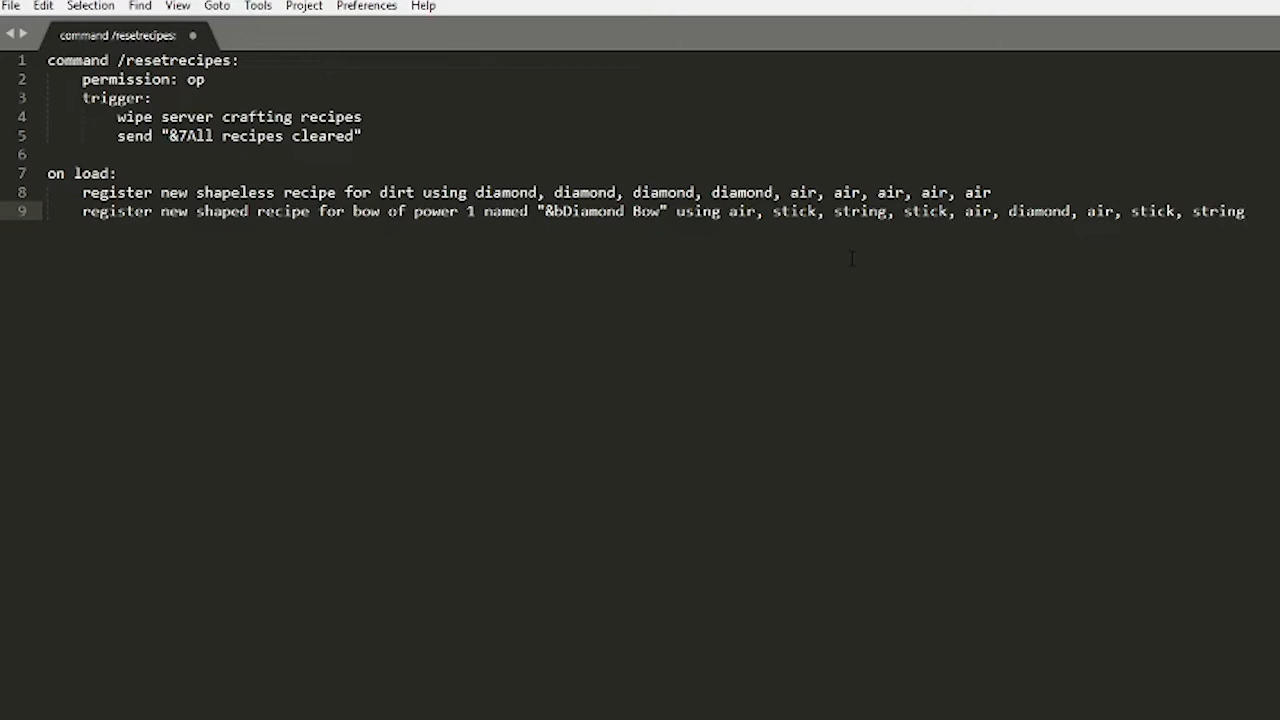 File Edit Selection Find View Goto Tools Project Preferences Help
command /resetrecipes:
1 command /resetrecipes:
2 permission: op
3 trigger:
4 wipe server crafting recipes
5 send "&7All recipes cleared"
6
7 on load:
8 register new shapeless recipe for dirt using diamond, diamond, diamond, diamond, air, air, air, air, air
9 register new shaped recipe for bow of power 1 named "&bDiamond Bow" using air, stick, string, stick, air, diamond, air, stick, string